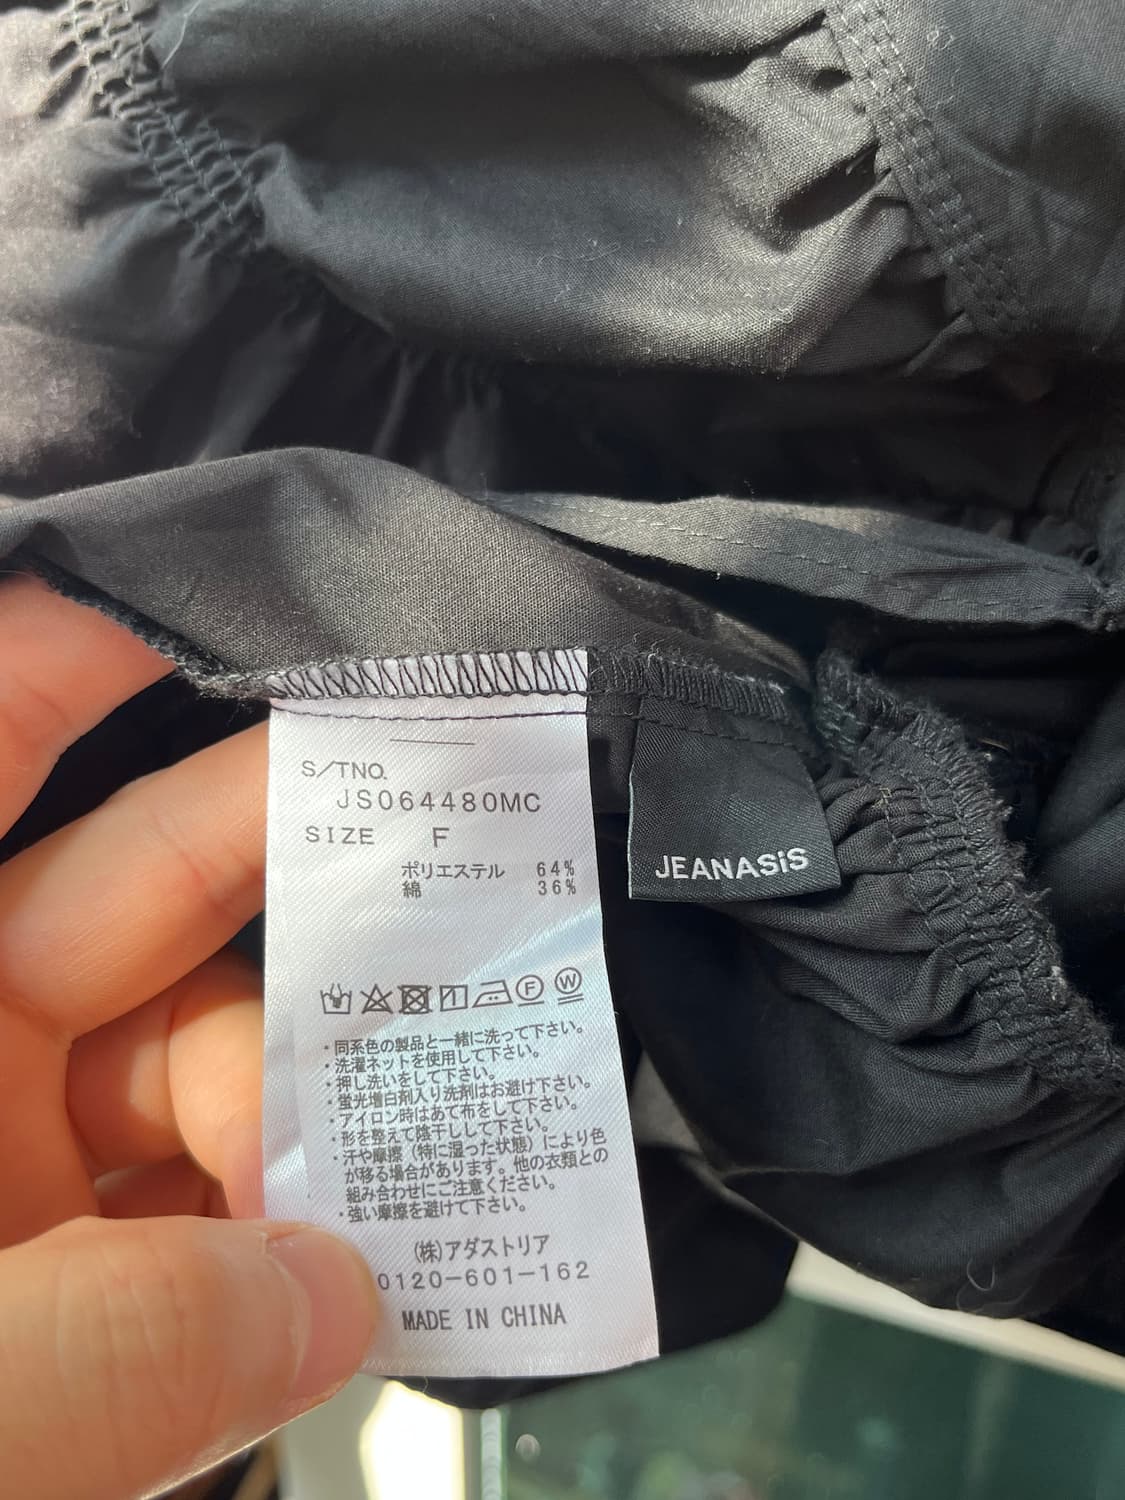 S/TNO.
JS064480MC
SIZE F
ポリエステル 64%
綿 36%
F W
・同系色の製品と一緒に洗って下さい。
・洗濯ネットを使用して下さい。
・押し洗いをして下さい。
・蛍光増白剤入り洗剤はお避け下さい。
・アイロン時はあて布をして下さい。
・形を整えて陰干しして下さい。
・汗や摩擦（特に湿った状態）により色
が移る場合があります。他の衣類との
組み合わせにご注意ください。
・強い摩擦を避けて下さい。
(株)アダストリア
0120-601-162
MADE IN CHINA
JEANASiS